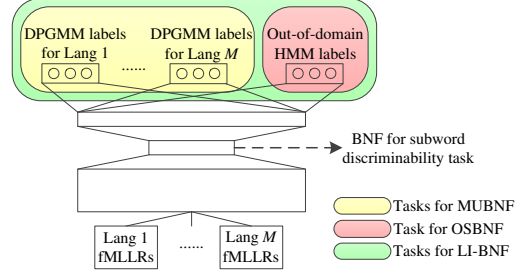 DPGMM labels for Lang 1
......
DPGMM labels for Lang M
Out-of-domain HMM labels
BNF for subword
discriminability task
Tasks for MUBNF
Task for OSBNF
Tasks for LI-BNF
Lang 1 fMLLRs
......
Lang M fMLLRs